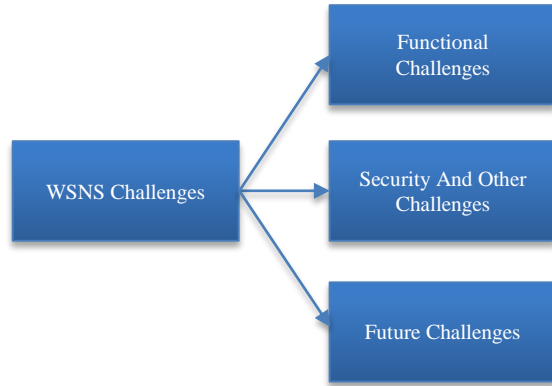 WSNS Challenges
Functional
Challenges
Security And Other
Challenges
Future Challenges